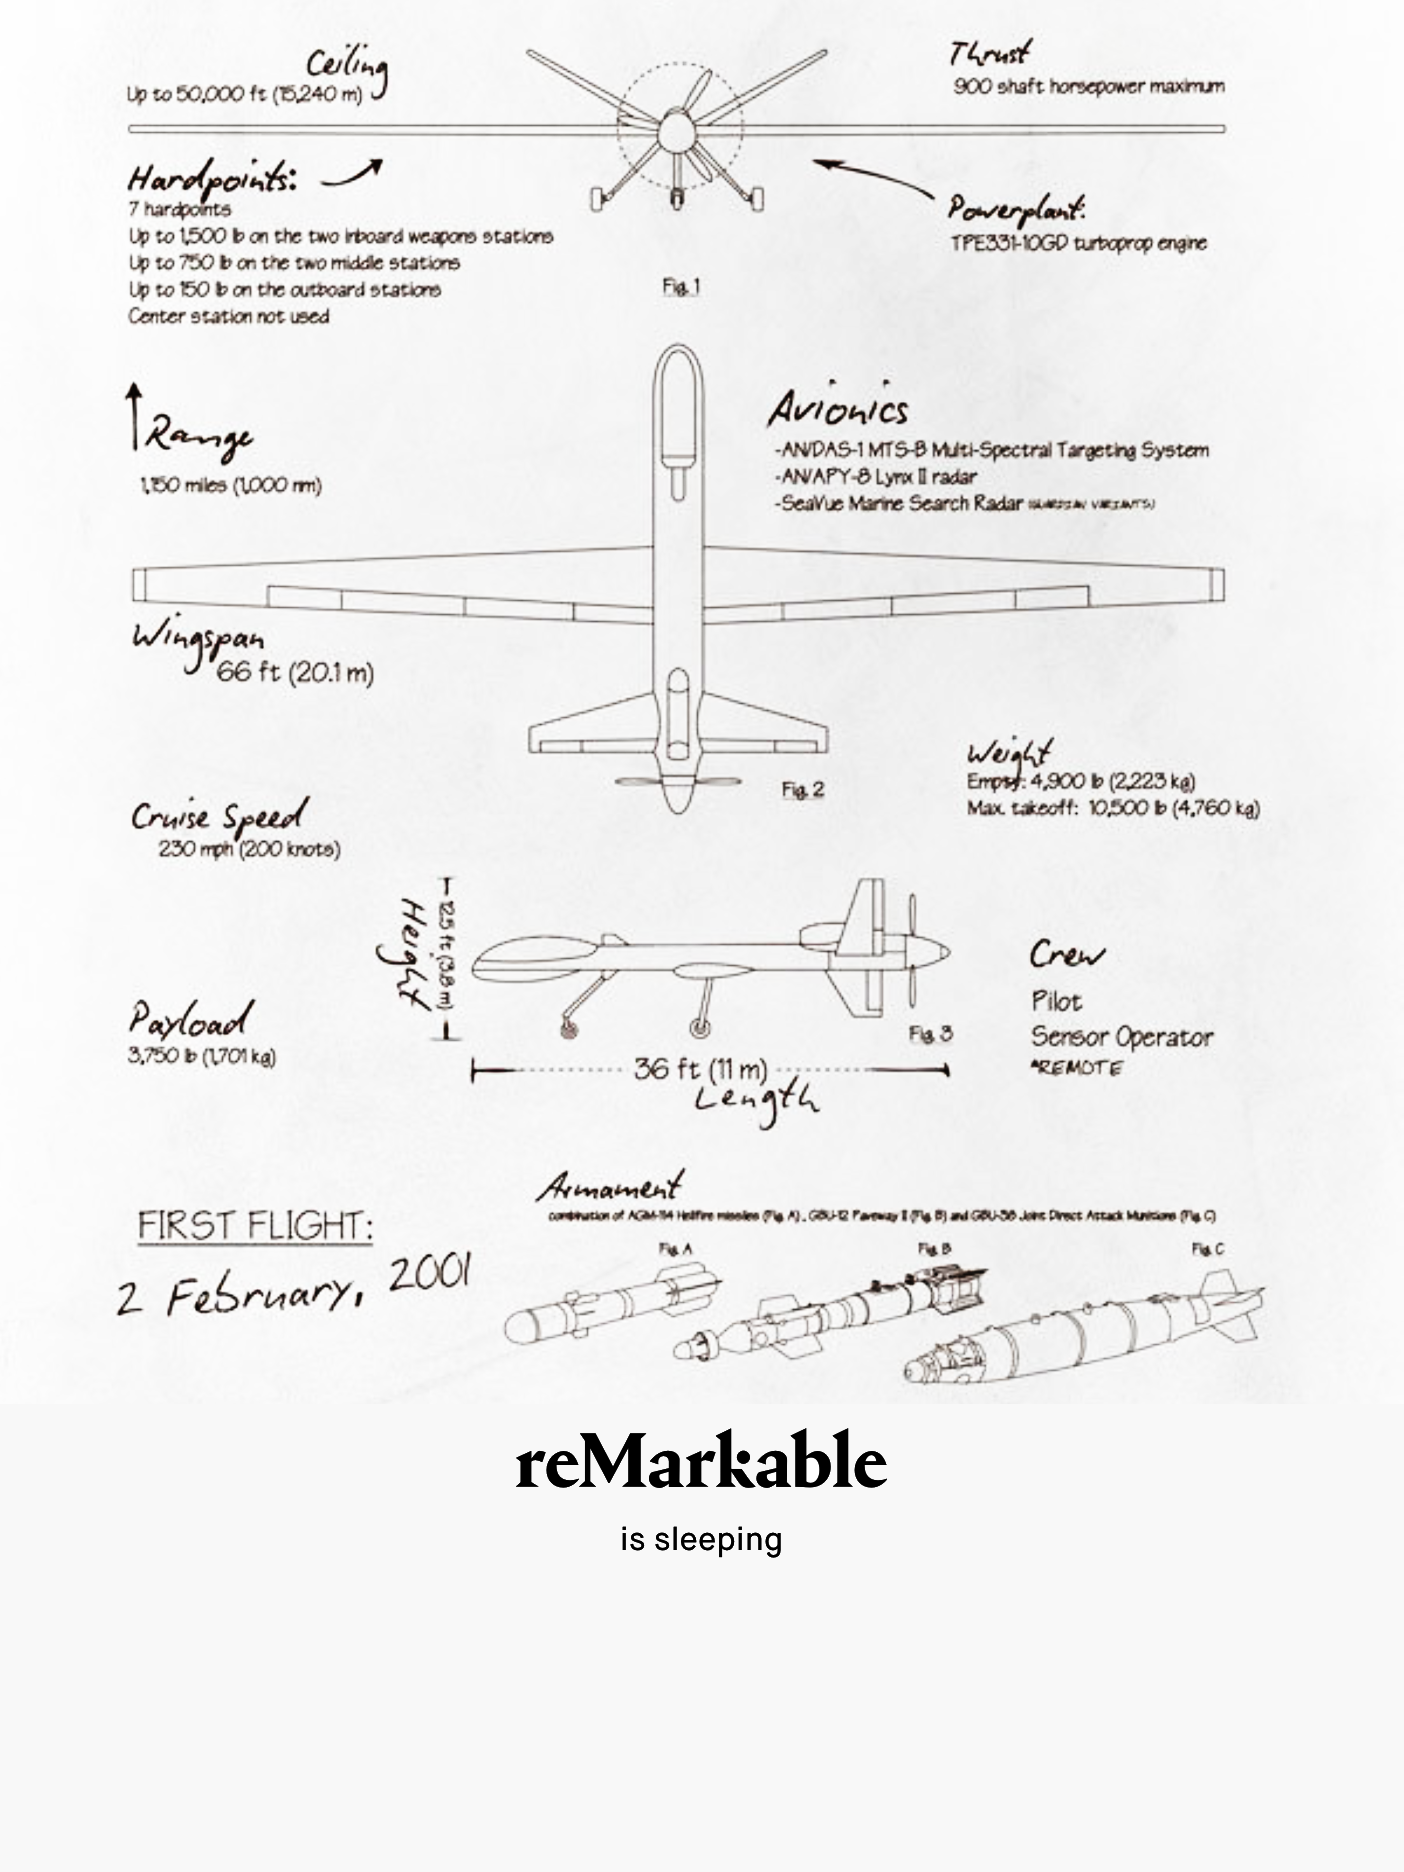 Ceiling
Up to 50,000 ft (15,240 m)
Thrust
900 shaft horsepower maximum
Hardpoints:
7 hardpoints
Up to 1,500 lb on the two inboard weapons stations
Up to 750 lb on the two middle stations
Up to 150 lb on the outboard stations
Center station not used
Powerplant:
TPE331-10GD turboprop engine
Fig. 1
Range
1,150 miles (1,000 nm)
Avionics
-AN/DAS-1 MTS-B Multi-Spectral Targeting System
-AN/APY-8 Lynx II radar
-SeaVue Marine Search Radar (GUARDIAN VARIANTS)
Wingspan
66 ft (20.1 m)
Fig. 2
Weight
Empty: 4,900 lb (2,223 kg)
Max. takeoff: 10,500 lb (4,760 kg)
Cruise Speed
230 mph (200 knots)
Height
12.5 ft (3.8 m)
Crew
Pilot
Sensor Operator
*REMOTE
Fig. 3
Payload
3,750 lb (1,701 kg)
36 ft (11 m)
Length
Armament
combination of AGM-114 Hellfire missiles (Fig. A), GBU-12 Paveway II (Fig. B) and GBU-38 Joint Direct Attack Munitions (Fig. C)
FIRST FLIGHT:
2 February, 2001
Fig. A
Fig. B
Fig. C
reMarkable
is sleeping